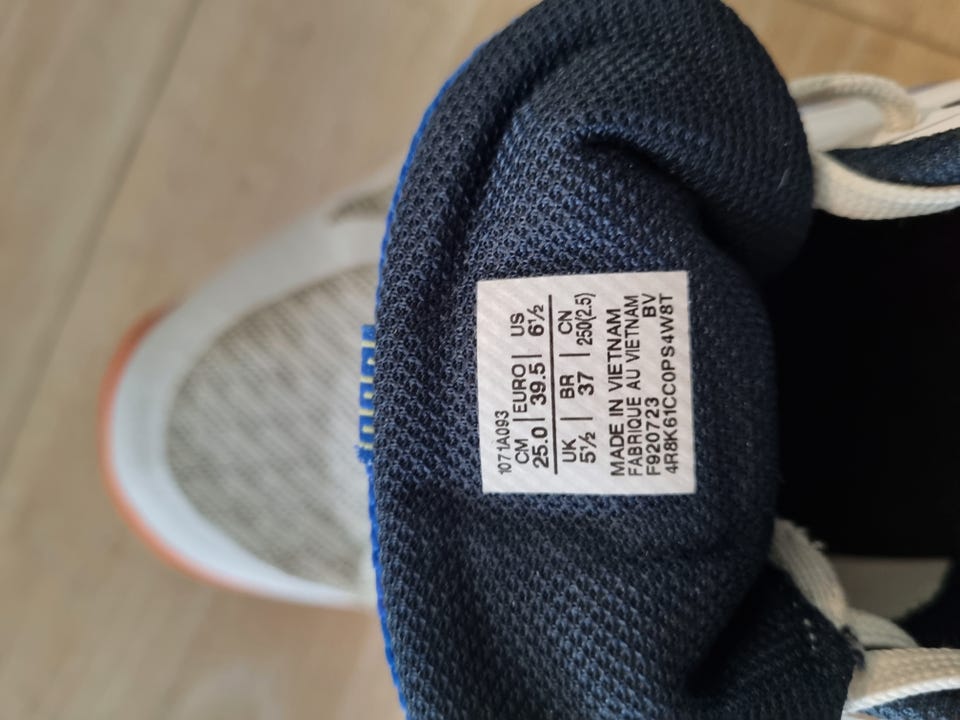 1071A093
CM EURO US
25.0 39.5 6½
UK BR CN
5½ 37 250(2.5)
MADE IN VIETNAM
FABRIQUE AU VIETNAM
F920723 BV
4R8K61CC0PS4W8T